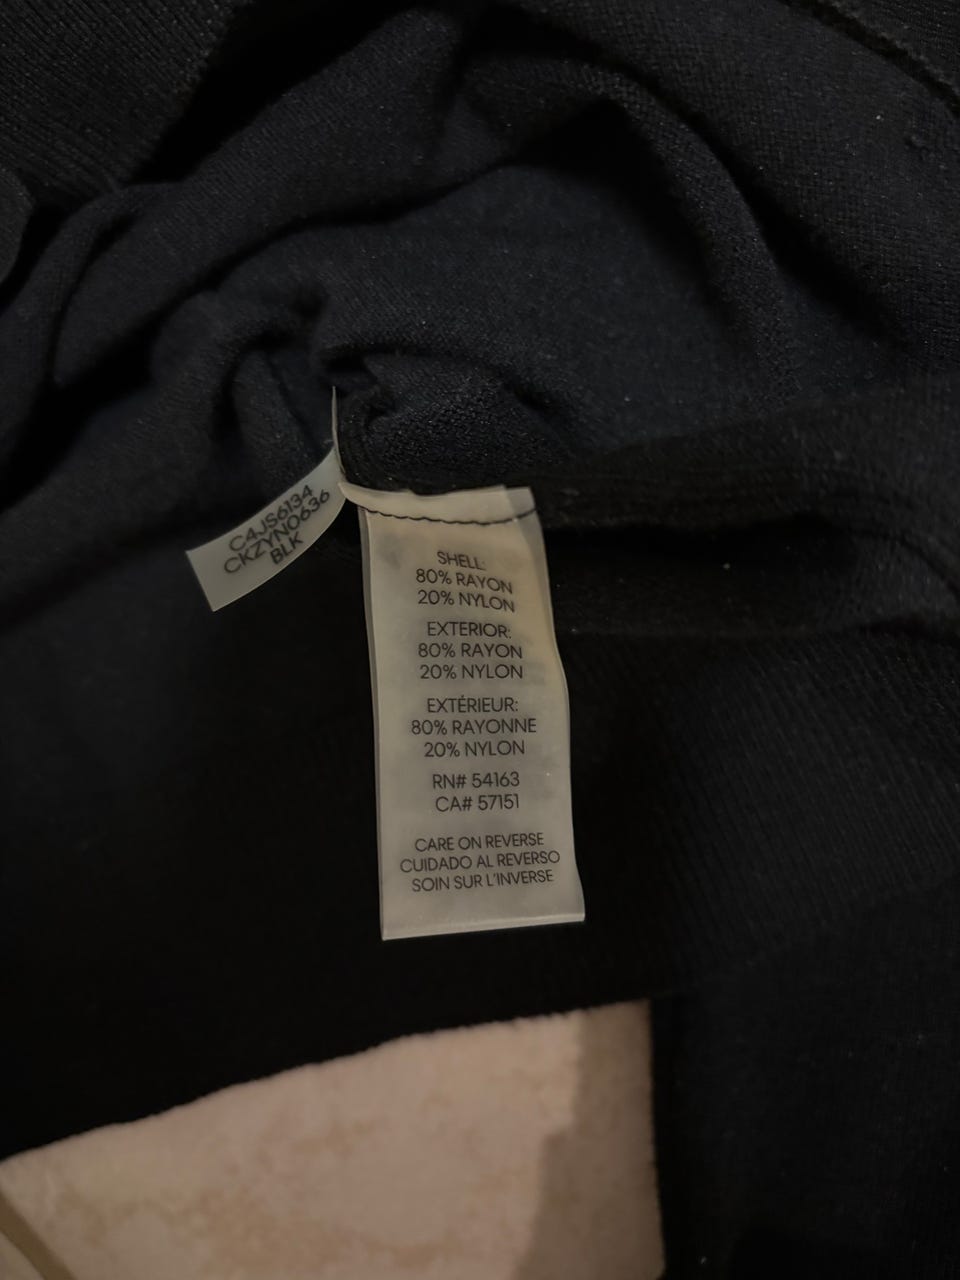 C4JS6134
CKZYNO636
BLK
SHELL:
80% RAYON
20% NYLON
EXTERIOR:
80% RAYON
20% NYLON
EXTÉRIEUR:
80% RAYONNE
20% NYLON
RN# 54163
CA# 57151
CARE ON REVERSE
CUIDADO AL REVERSO
SOIN SUR L'INVERSE